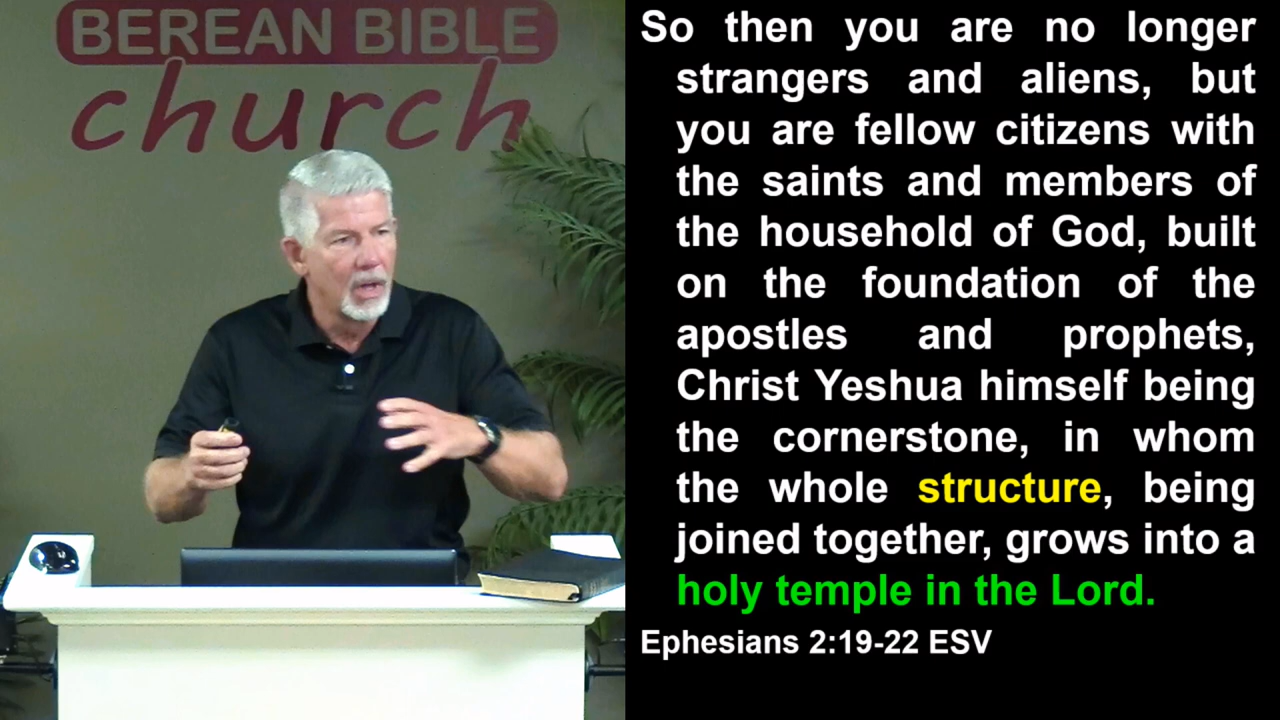 BEREAN BIBLE
church
So then you are no longer
strangers and aliens, but
you are fellow citizens with
the saints and members of
the household of God, built
on the foundation of the
apostles and prophets,
Christ Yeshua himself being
the cornerstone, in whom
the whole structure, being
joined together, grows into a
holy temple in the Lord.
Ephesians 2:19-22 ESV